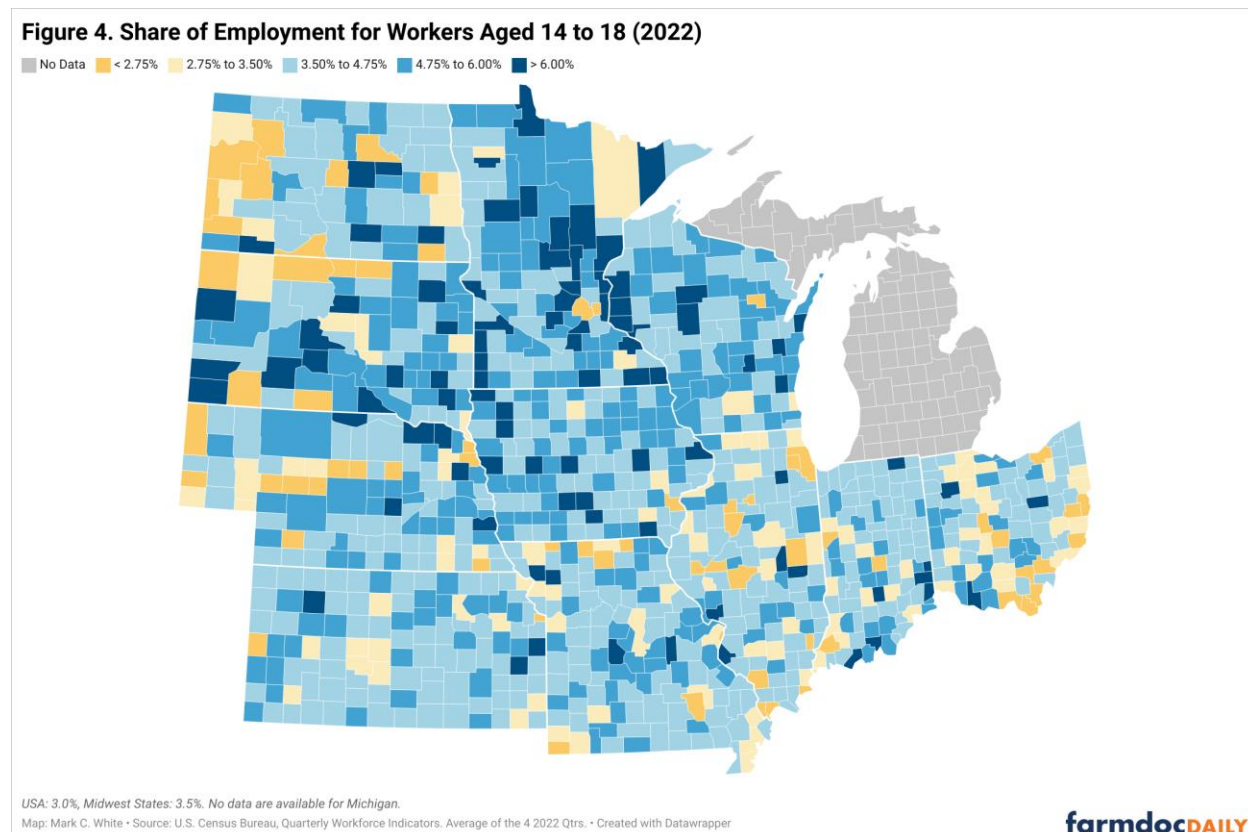 Figure 4. Share of Employment for Workers Aged 14 to 18 (2022)
No Data < 2.75% 2.75% to 3.50% 3.50% to 4.75% 4.75% to 6.00% > 6.00%
USA: 3.0%, Midwest States: 3.5%. No data are available for Michigan.
Map: Mark C. White • Source: U.S. Census Bureau, Quarterly Workforce Indicators. Average of the 4 2022 Qtrs. • Created with Datawrapper
farmdocDAILY